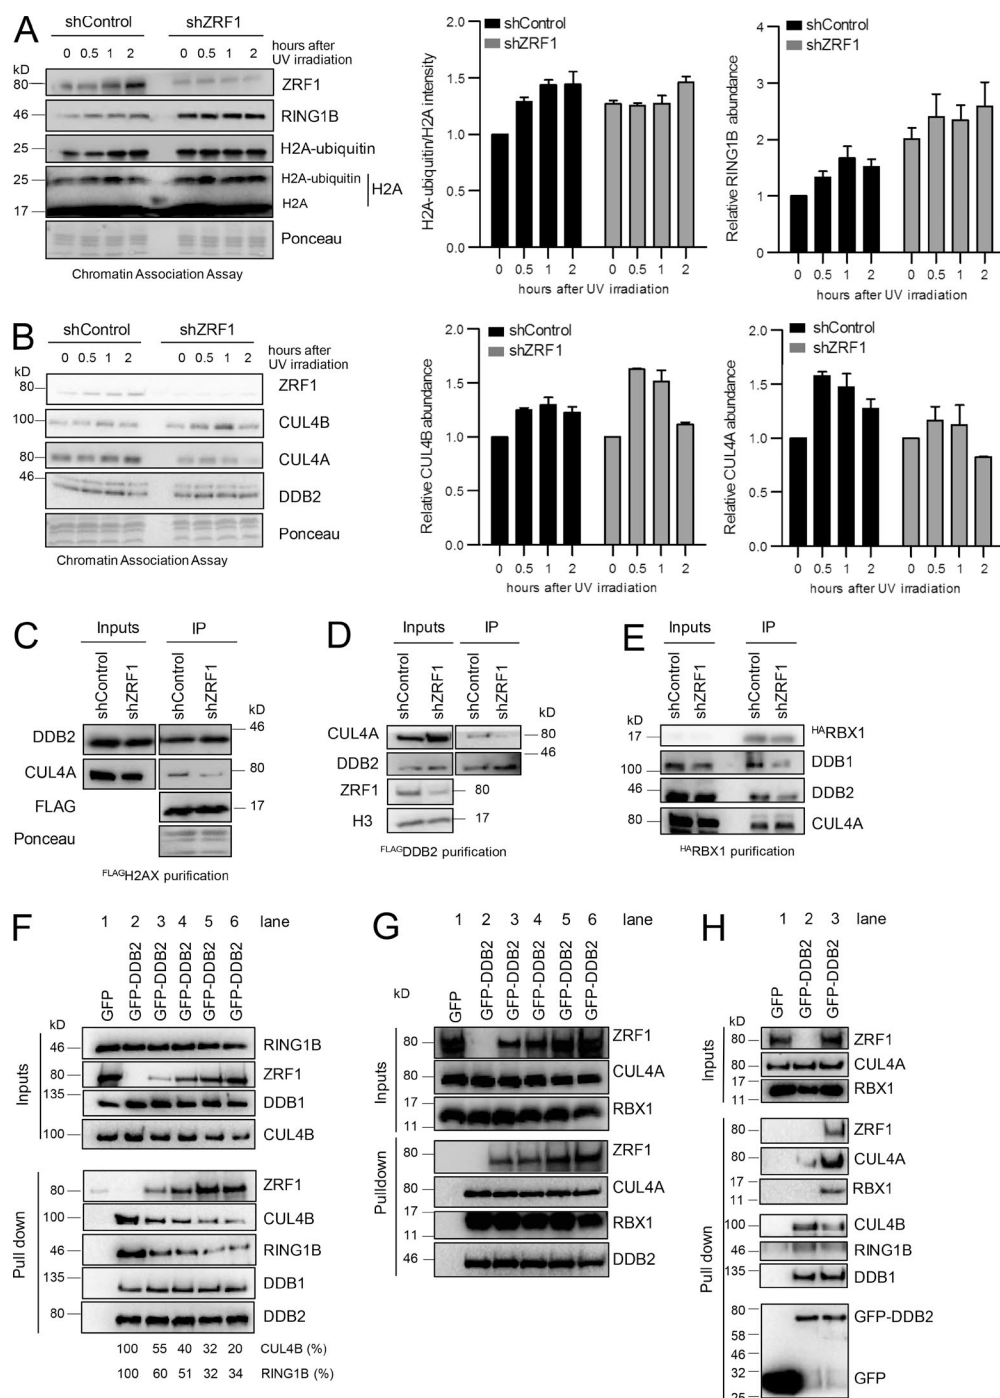 A
shControl shZRF1
0 0.5 1 2 0 0.5 1 2 hours after UV irradiation
kD
80 ZRF1
46 RING1B
25 H2A-ubiquitin
25 H2A-ubiquitin
H2A
17 H2A
Ponceau
Chromatin Association Assay
H2A-ubiquitin/H2A intensity
2.0
1.5
1.0
0.5
0.0
shControl
shZRF1
0 0.5 1 2 0 0.5 1 2
hours after UV irradiation
Relative RING1B abundance
4
3
2
1
0
shControl
shZRF1
0 0.5 1 2 0 0.5 1 2
hours after UV irradiation
B
shControl shZRF1
0 0.5 1 2 0 0.5 1 2 hours after UV irradiation
kD
80 ZRF1
100 CUL4B
80 CUL4A
46
DDB2
Ponceau
Chromatin Association Assay
Relative CUL4B abundance
2.0
1.5
1.0
0.5
0.0
shControl
shZRF1
0 0.5 1 2 0 0.5 1 2
hours after UV irradiation
Relative CUL4A abundance
2.0
1.5
1.0
0.5
0
shControl
shZRF1
0 0.5 1 2 0 0.5 1 2
hours after UV irradiation
C
Inputs IP
shControl shZRF1 shControl shZRF1
kD
DDB2 46
CUL4A 80
FLAG 17
Ponceau
FLAGH2AX purification
D
Inputs IP
shControl shZRF1 shControl shZRF1
kD
CUL4A 80
DDB2 46
ZRF1 80
H3 17
FLAGDDB2 purification
E
Inputs IP
shControl shZRF1 shControl shZRF1
kD
17 HARBX1
100 DDB1
46 DDB2
80 CUL4A
HARBX1 purification
F
1 2 3 4 5 6 lane
GFP GFP-DDB2 GFP-DDB2 GFP-DDB2 GFP-DDB2 GFP-DDB2
kD
Inputs
46 RING1B
80 ZRF1
135 DDB1
100 CUL4B
Pull down
80 ZRF1
100 CUL4B
46 RING1B
135 DDB1
80 DDB2
100 55 40 32 20 CUL4B (%)
100 60 51 32 34 RING1B (%)
G
1 2 3 4 5 6 lane
GFP GFP-DDB2 GFP-DDB2 GFP-DDB2 GFP-DDB2 GFP-DDB2
kD
Inputs
80 ZRF1
80 CUL4A
17 RBX1
11
Pulldown
80 ZRF1
80 CUL4A
17 RBX1
11
46 DDB2
H
1 2 3 lane
GFP GFP-DDB2 GFP-DDB2
kD
Inputs
80 ZRF1
80 CUL4A
17 RBX1
11
Pull down
80 ZRF1
80 CUL4A
17 RBX1
11
100 CUL4B
46 RING1B
135 DDB1
80 GFP-DDB2
58
46
32 GFP
25